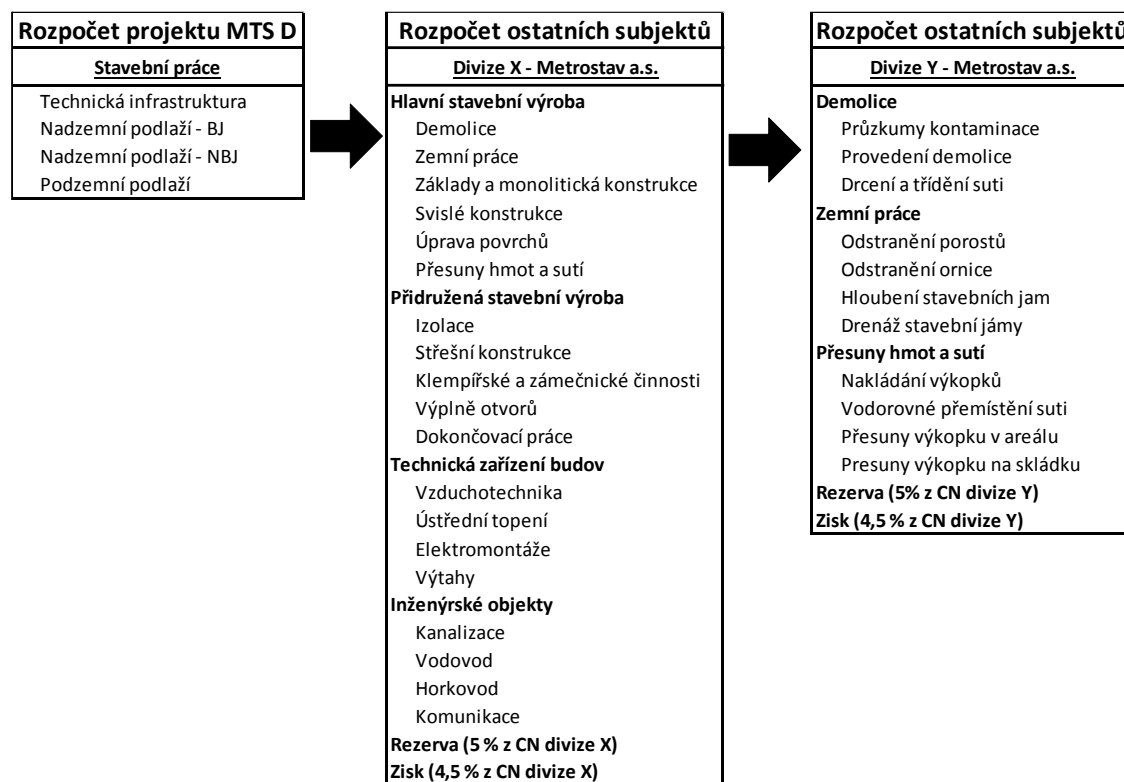 Rozpočet projektu MTS D
Stavební práce
Technická infrastruktura
Nadzemní podlaží - BJ
Nadzemní podlaží - NBJ
Podzemní podlaží
Rozpočet ostatních subjektů
Divize X - Metrostav a.s.
Hlavní stavební výroba
Demolice
Zemní práce
Základy a monolitická konstrukce
Svislé konstrukce
Úprava povrchů
Přesuny hmot a sutí
Přidružená stavební výroba
Izolace
Střešní konstrukce
Klempířské a zámečnické činnosti
Výplně otvorů
Dokončovací práce
Technická zařízení budov
Vzduchotechnika
Ústřední topení
Elektromontáže
Výtahy
Inženýrské objekty
Kanalizace
Vodovod
Horkovod
Komunikace
Rezerva (5 % z CN divize X)
Zisk (4,5 % z CN divize X)
Rozpočet ostatních subjektů
Divize Y - Metrostav a.s.
Demolice
Průzkumy kontaminace
Provedení demolice
Drcení a třídění suti
Zemní práce
Odstranění porostů
Odstranění ornice
Hloubení stavebních jam
Drenáž stavební jámy
Přesuny hmot a sutí
Nakládání výkopků
Vodorovné přemístění suti
Přesuny výkopku v areálu
Presuny výkopku na skládku
Rezerva (5% z CN divize Y)
Zisk (4,5 % z CN divize Y)